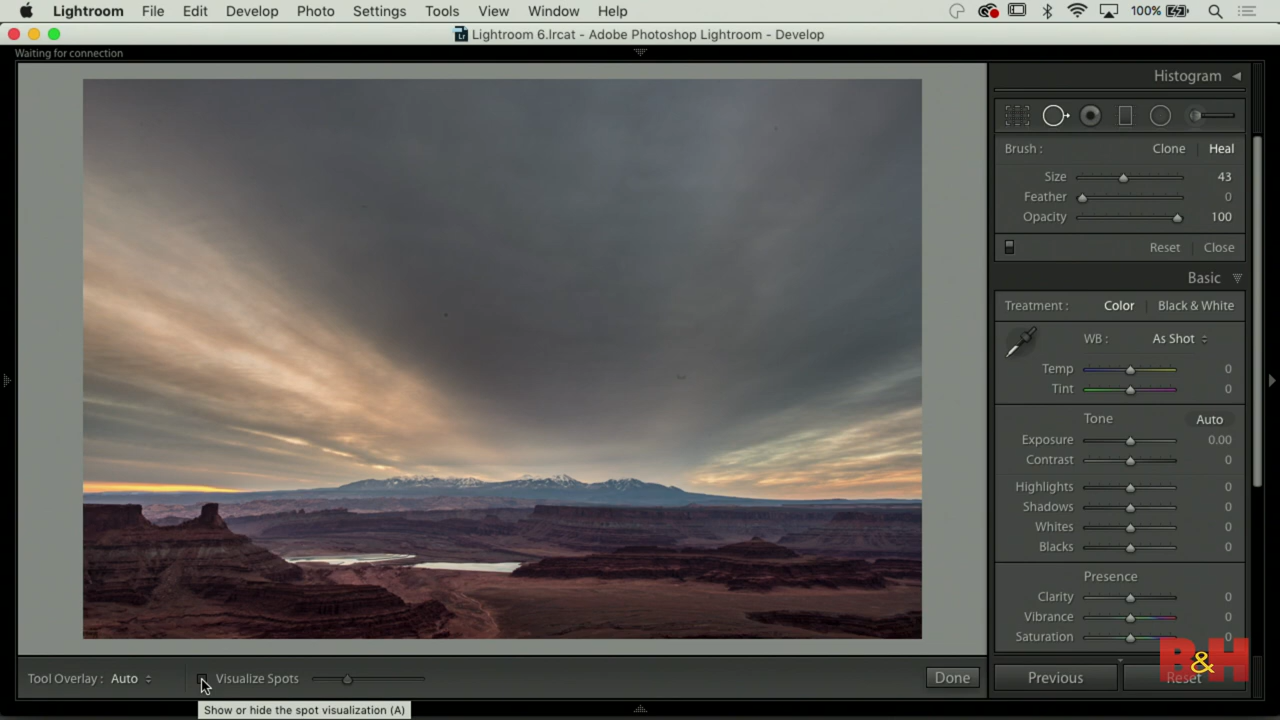 Lightroom File Edit Develop Photo Settings Tools View Window Help 100%
Lr Lightroom 6.lrcat - Adobe Photoshop Lightroom - Develop
Waiting for connection
Histogram
Brush : Clone Heal
Size 43
Feather 0
Opacity 100
Reset Close
Basic
Treatment : Color Black & White
WB : As Shot
Temp 0
Tint 0
Tone Auto
Exposure 0.00
Contrast 0
Highlights 0
Shadows 0
Whites 0
Blacks 0
Presence
Clarity 0
Vibrance 0
Saturation 0
B&H
Tool Overlay : Auto Visualize Spots Done Previous Reset
Show or hide the spot visualization (A)